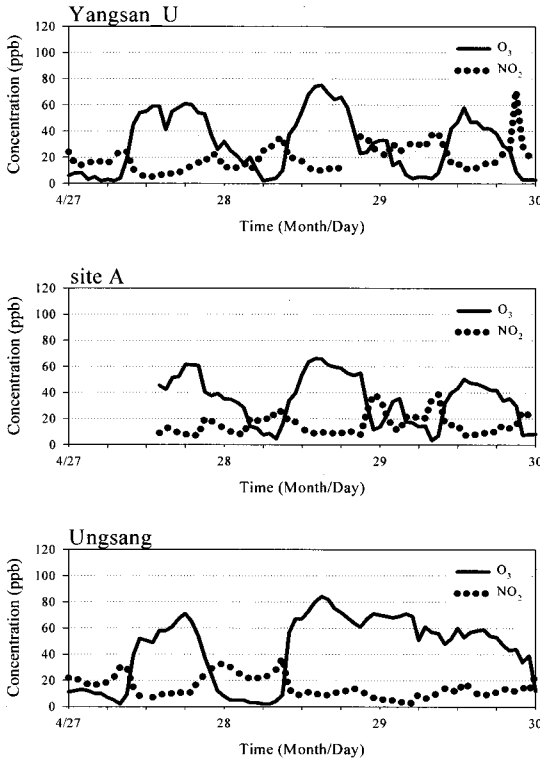 Yangsan_U
Concentration (ppb)
120
100
80
60
40
20
0
O₃
NO₂
4/27 28 29 30
Time (Month/Day)
site A
Concentration (ppb)
120
100
80
60
40
20
0
O₃
NO₂
4/27 28 29 30
Time (Month/Day)
Ungsang
Concentration (ppb)
120
100
80
60
40
20
0
O₃
NO₂
4/27 28 29 30
Time (Month/Day)